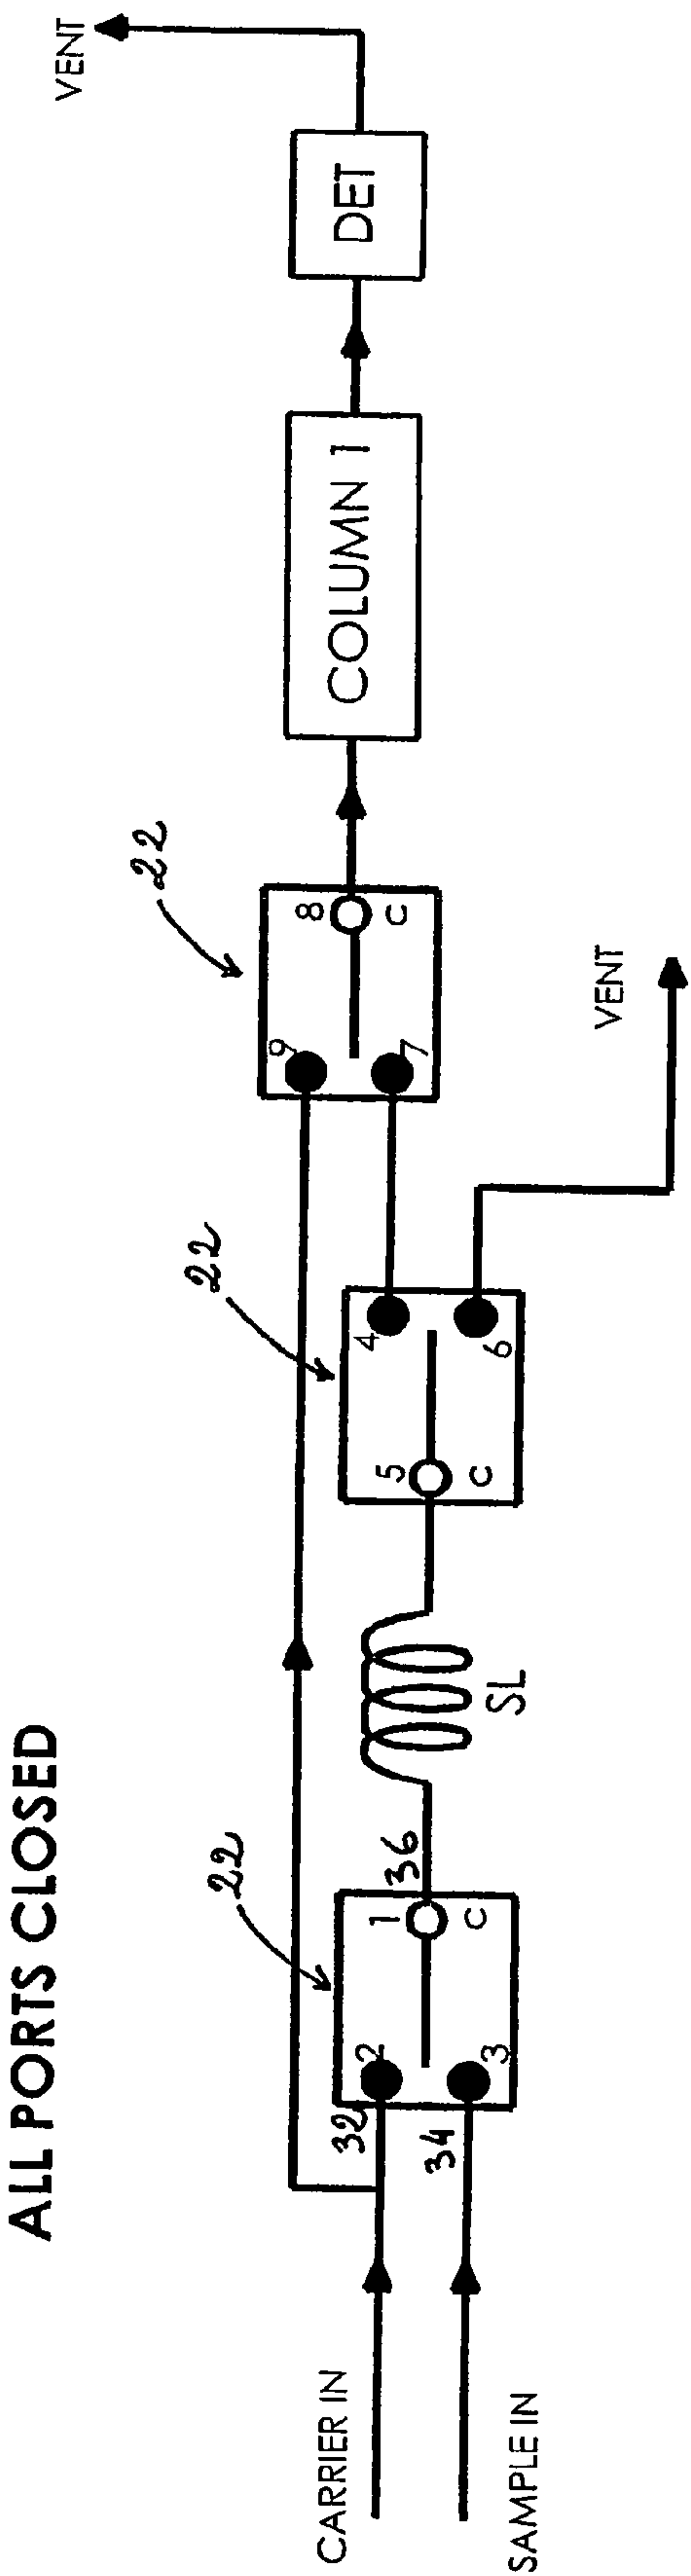 ALL PORTS CLOSED
CARRIER IN
SAMPLE IN
32
34
22
2
3
1
C
36
SL
22
5
C
4
6
VENT
22
9
7
8
C
COLUMN 1
DET
VENT